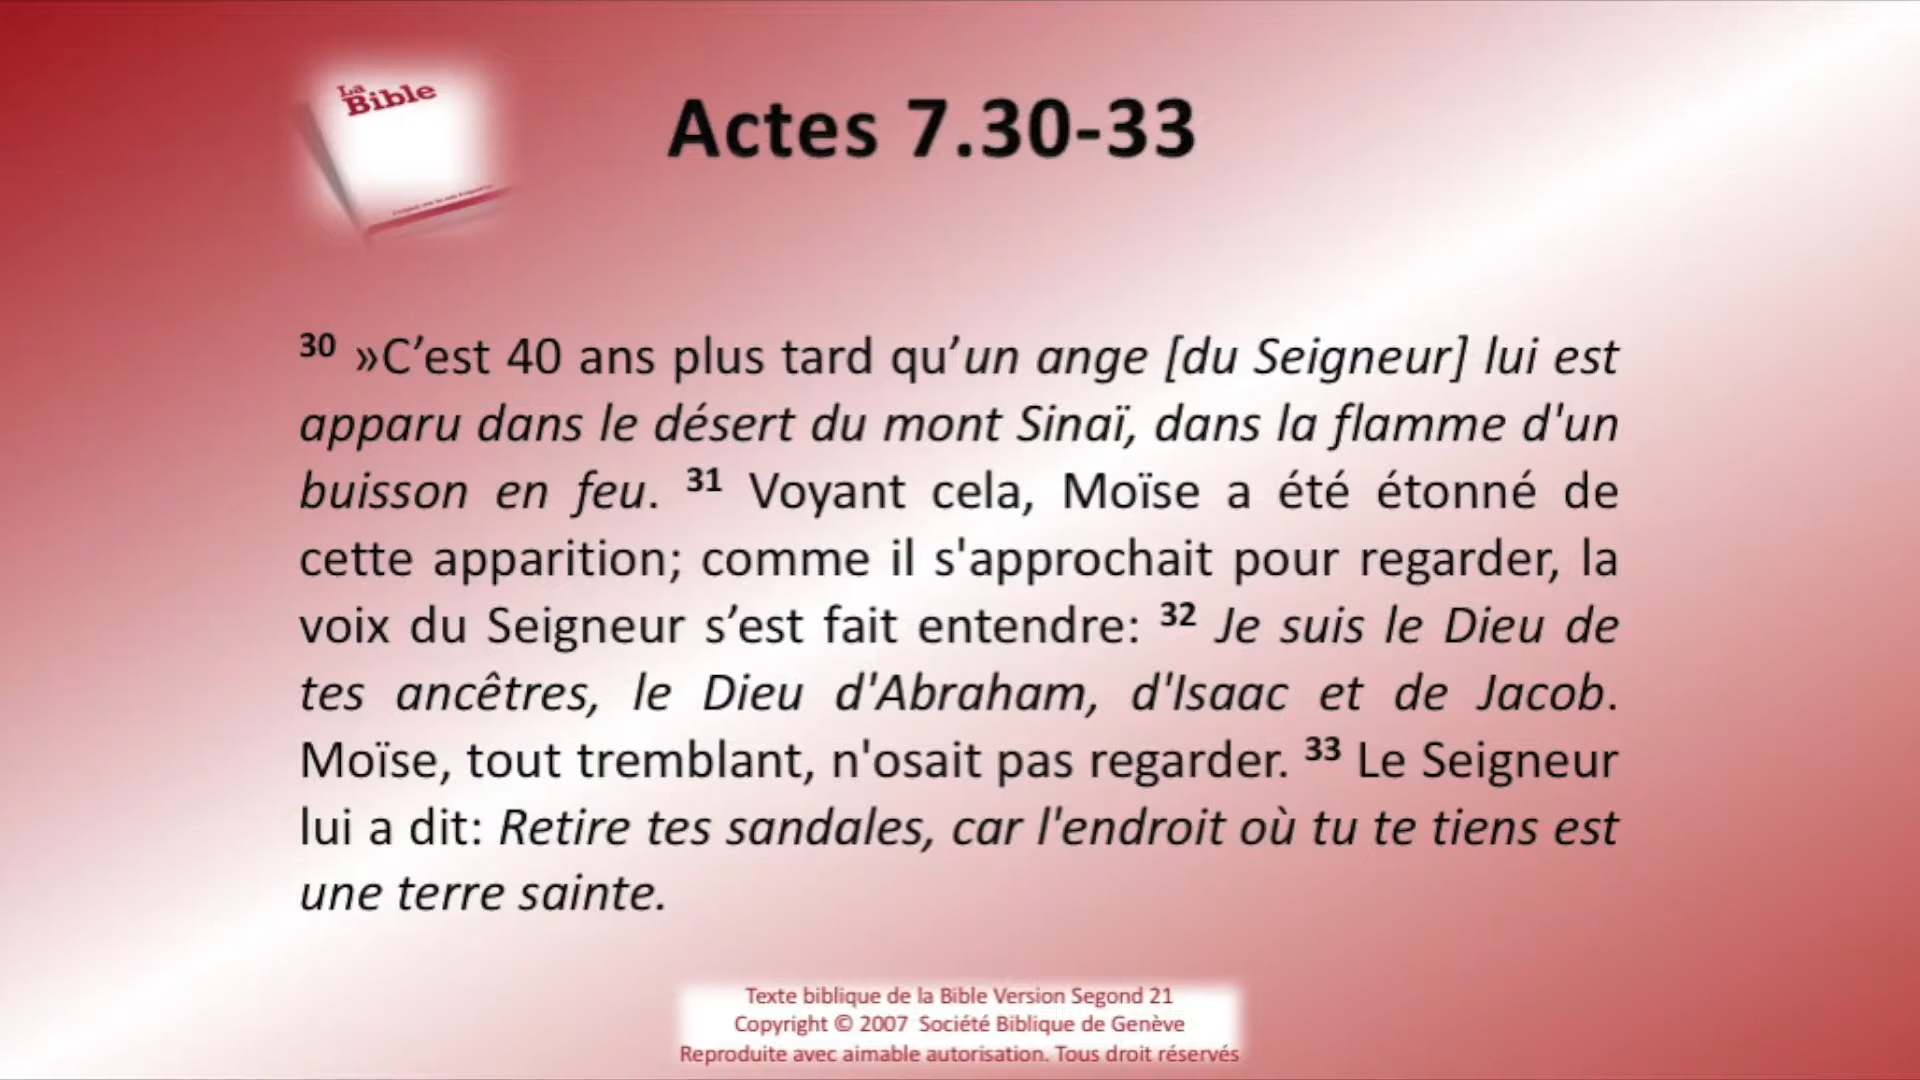 La
Bible
Actes 7.30-33
30 »C’est 40 ans plus tard qu’un ange [du Seigneur] lui est
apparu dans le désert du mont Sinaï, dans la flamme d'un
buisson en feu. 31 Voyant cela, Moïse a été étonné de
cette apparition; comme il s'approchait pour regarder, la
voix du Seigneur s’est fait entendre: 32 Je suis le Dieu de
tes ancêtres, le Dieu d'Abraham, d'Isaac et de Jacob.
Moïse, tout tremblant, n'osait pas regarder. 33 Le Seigneur
lui a dit: Retire tes sandales, car l'endroit où tu te tiens est
une terre sainte.
Texte biblique de la Bible Version Segond 21
Copyright © 2007 Société Biblique de Genève
Reproduite avec aimable autorisation. Tous droit réservés